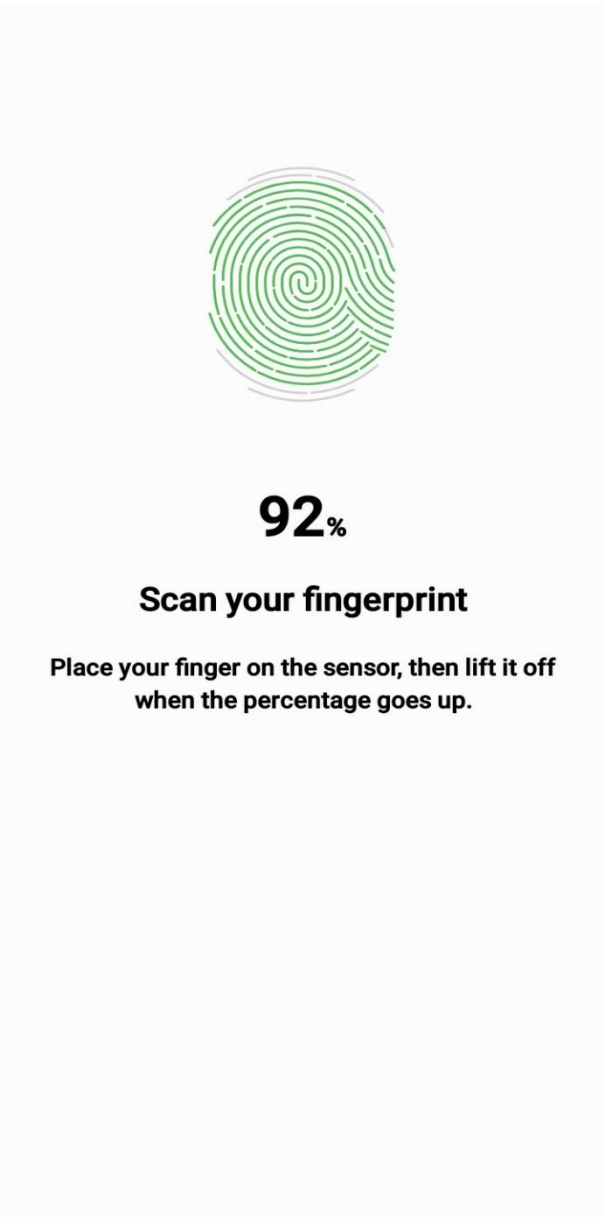 92%
Scan your fingerprint
Place your finger on the sensor, then lift it off
when the percentage goes up.